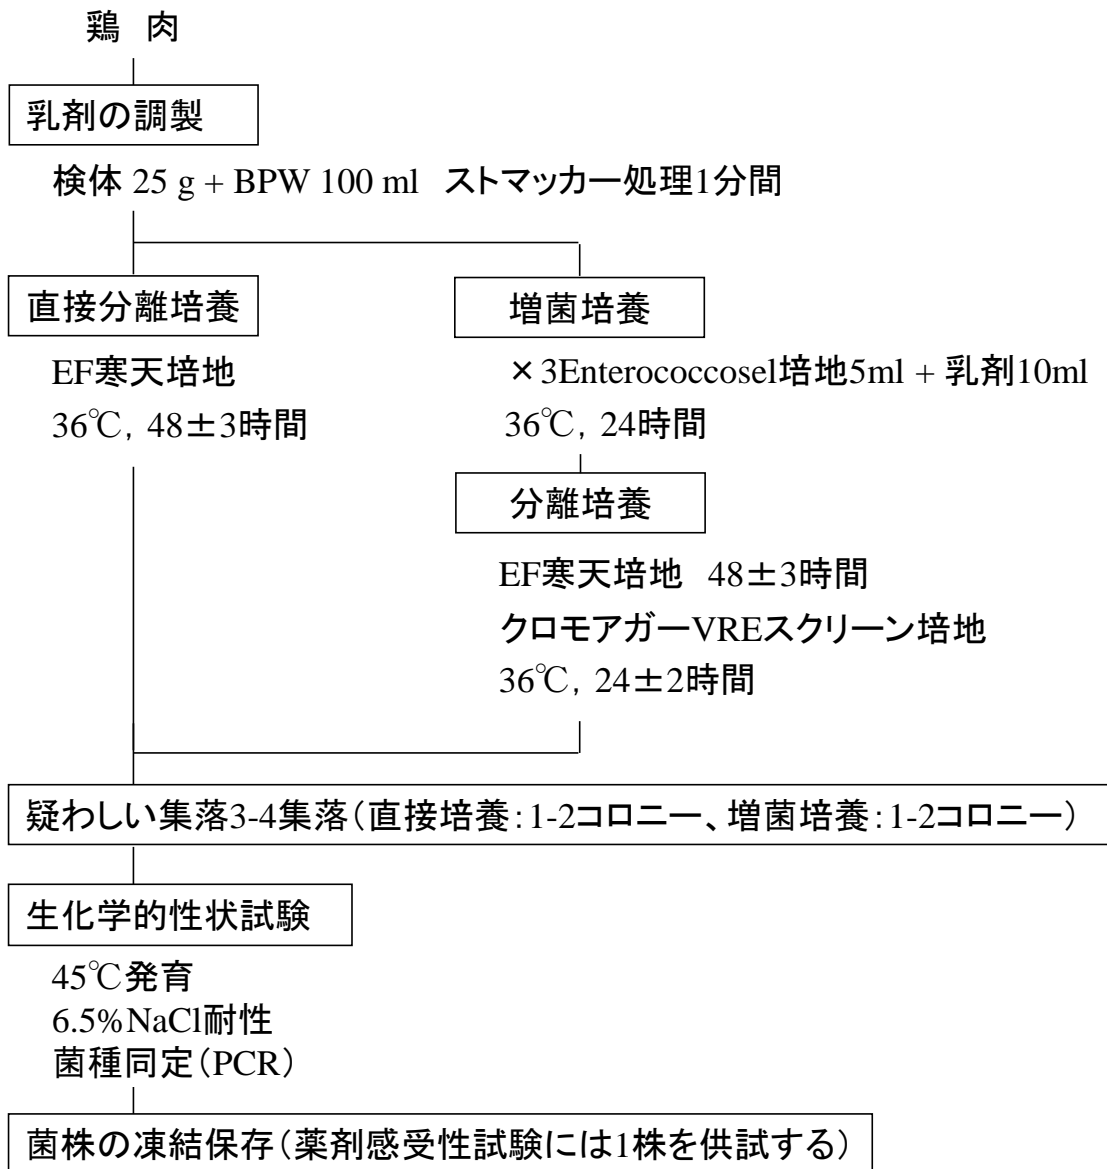 鶏 肉
乳剤の調製
検体 25 g + BPW 100 ml ストマッカー処理1分間
直接分離培養
EF寒天培地
36℃, 48±3時間
増菌培養
×3Enterococcosel培地5ml + 乳剤10ml
36℃, 24時間
分離培養
EF寒天培地 48±3時間
クロモアガーVREスクリーン培地
36℃, 24±2時間
疑わしい集落3-4集落(直接培養:1-2コロニー、増菌培養:1-2コロニー)
生化学的性状試験
45℃発育
6.5%NaCl耐性
菌種同定(PCR)
菌株の凍結保存(薬剤感受性試験には1株を供試する)